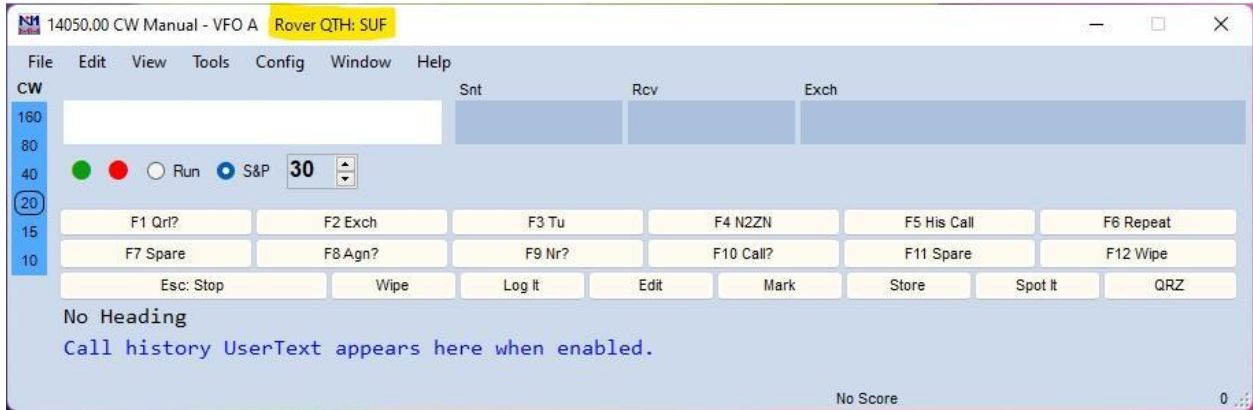 N1 14050.00 CW Manual - VFO A Rover QTH: SUF
File Edit View Tools Config Window Help
CW Snt Rcv Exch
160
80
40 Run S&P 30
20
15 F1 Qrl? F2 Exch F3 Tu F4 N2ZN F5 His Call F6 Repeat
10 F7 Spare F8 Agn? F9 Nr? F10 Call? F11 Spare F12 Wipe
Esc: Stop Wipe Log It Edit Mark Store Spot It QRZ
No Heading
Call history UserText appears here when enabled.
No Score 0